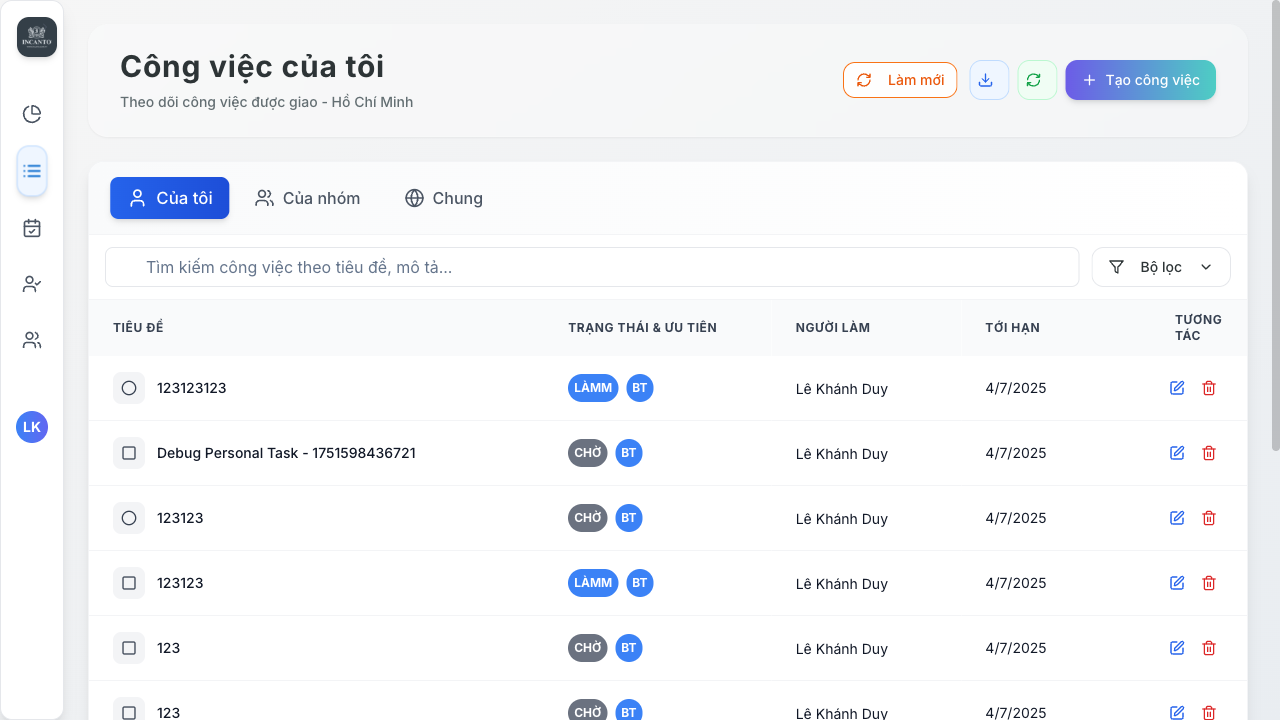 INCANTO
Công việc của tôi
Theo dõi công việc được giao - Hồ Chí Minh
Làm mới
Tạo công việc
Của tôi
Của nhóm
Chung
Tìm kiếm công việc theo tiêu đề, mô tả...
Bộ lọc
TIÊU ĐỀ
TRẠNG THÁI & ƯU TIÊN
NGƯỜI LÀM
TỚI HẠN
TƯƠNG
TÁC
123123123 LÀMM BT Lê Khánh Duy 4/7/2025
Debug Personal Task - 1751598436721 CHỜ BT Lê Khánh Duy 4/7/2025
123123 CHỜ BT Lê Khánh Duy 4/7/2025
123123 LÀMM BT Lê Khánh Duy 4/7/2025
123 CHỜ BT Lê Khánh Duy 4/7/2025
123 CHỜ BT Lê Khánh Duy 4/7/2025
LK